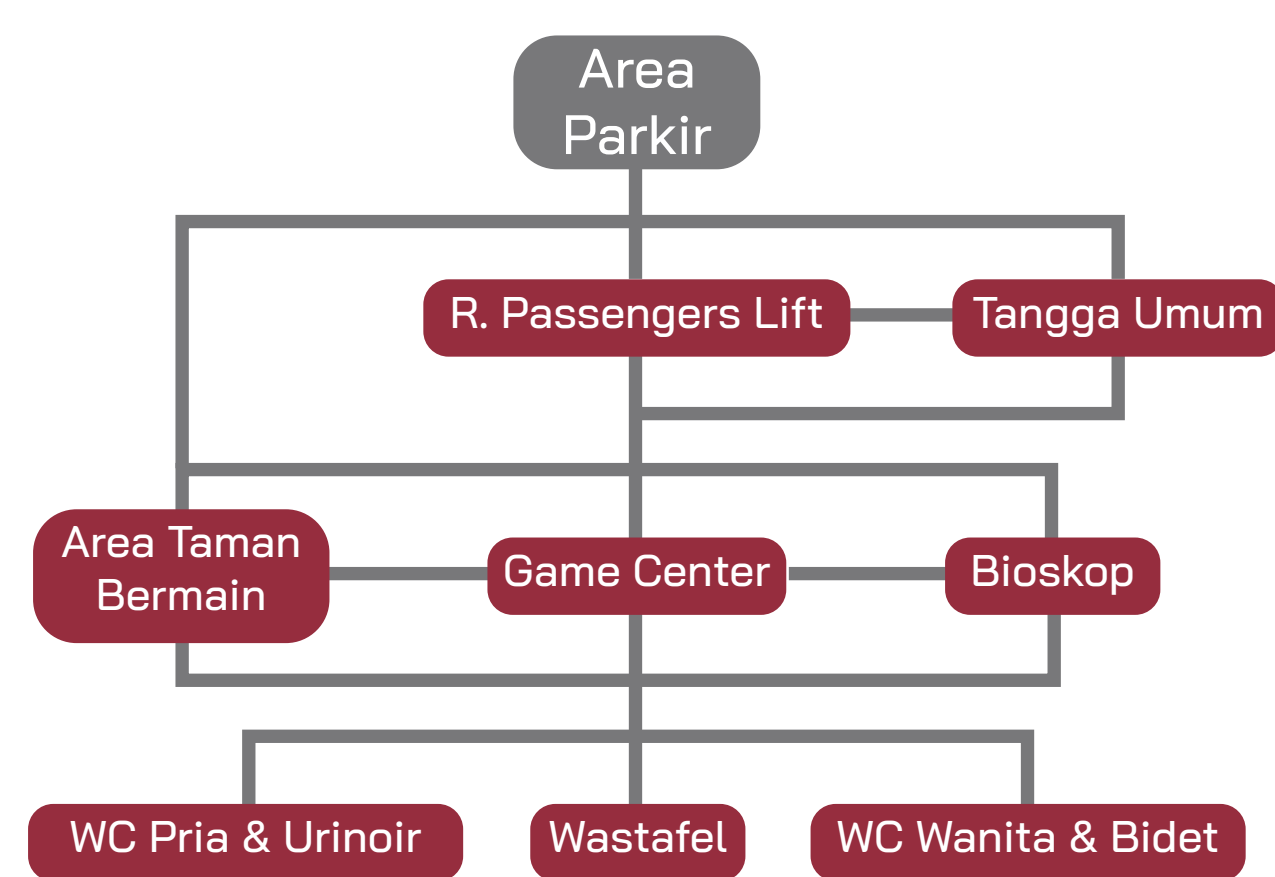 Area
Parkir
R. Passengers Lift
Tangga Umum
Area Taman
Bermain
Game Center
Bioskop
WC Pria & Urinoir
Wastafel
WC Wanita & Bidet